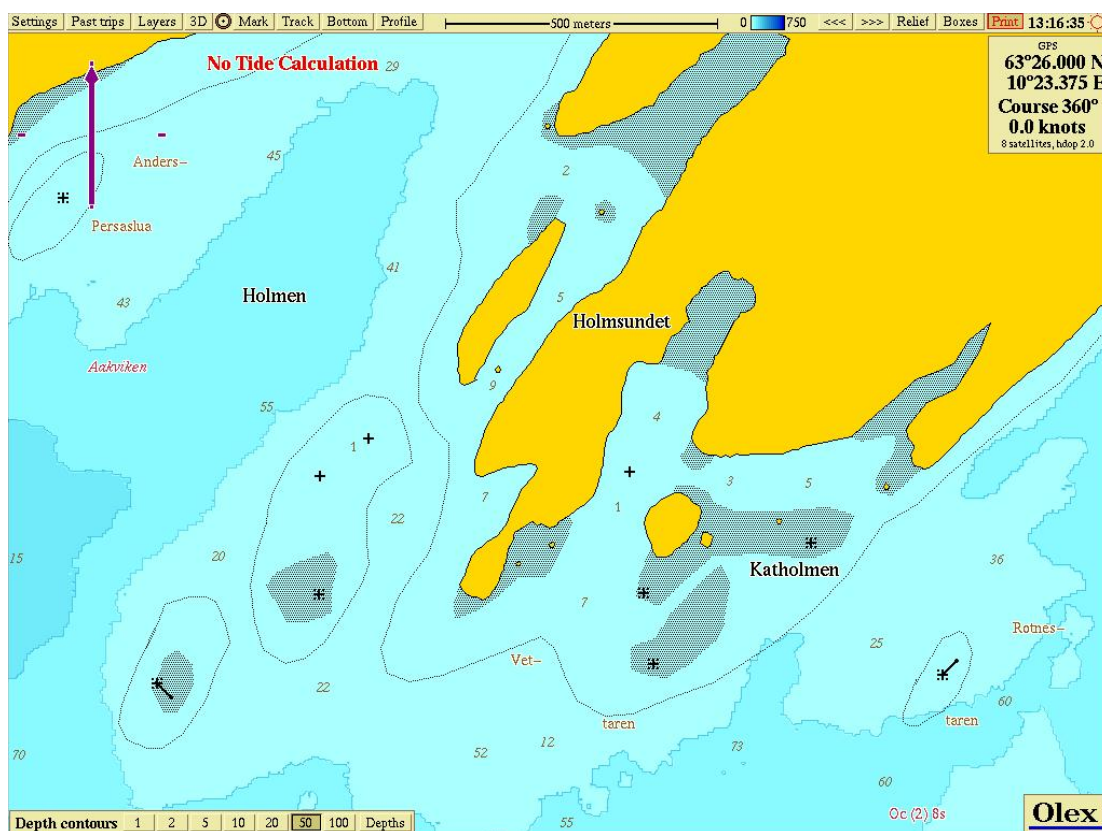 Settings Past trips Layers 3D Mark Track Bottom Profile 500 meters 0 750 <<< >>> Relief Boxes Print 13:16:35
GPS
63°26.000 N
10°23.375 E
Course 360°
0.0 knots
8 satellites, hdop 2.0
No Tide Calculation
29
45
Anders–
2
Persaslua
41
Holmen
43
5
Holmsundet
Aakviken
9
55
4
1
3
5
7
22
1
20
15
36
Katholmen
7
Rotnes–
25
Vet–
22
60
taren
taren
12
73
52
70
60
Oc (2) 8s
55
Depth contours 1 2 5 10 20 50 100 Depths
Olex